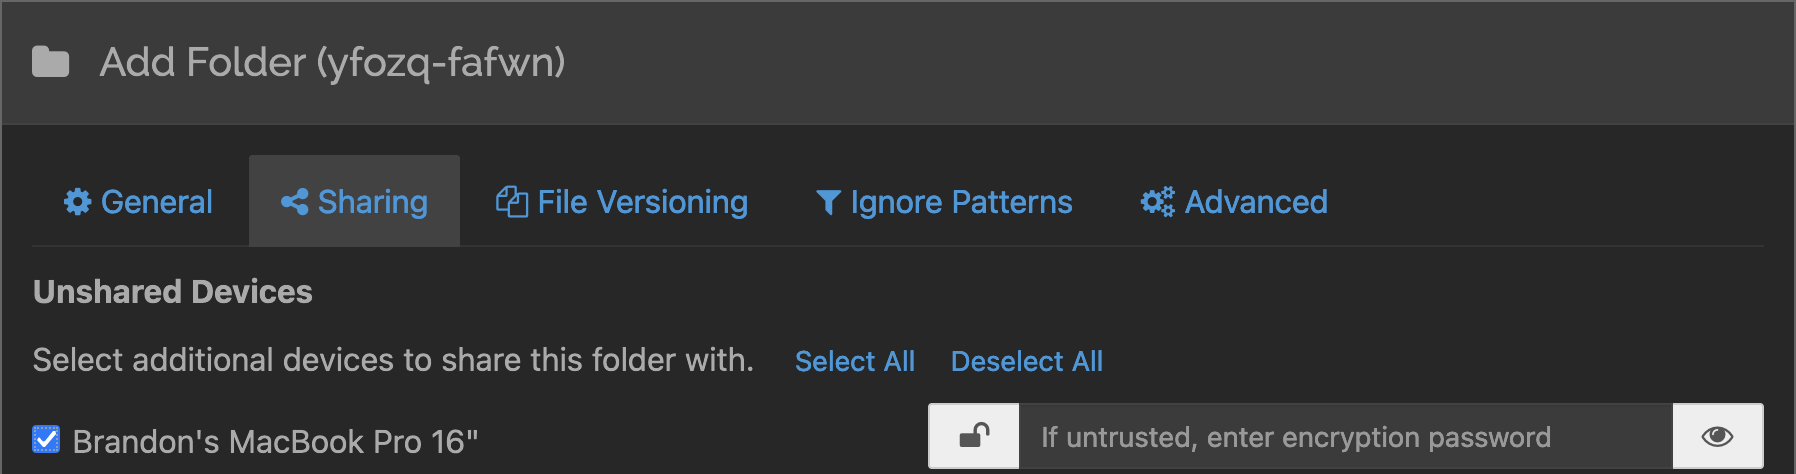 Add Folder (yfozq-fafwn)
General Sharing File Versioning Ignore Patterns Advanced
Unshared Devices
Select additional devices to share this folder with. Select All Deselect All
Brandon's MacBook Pro 16" If untrusted, enter encryption password